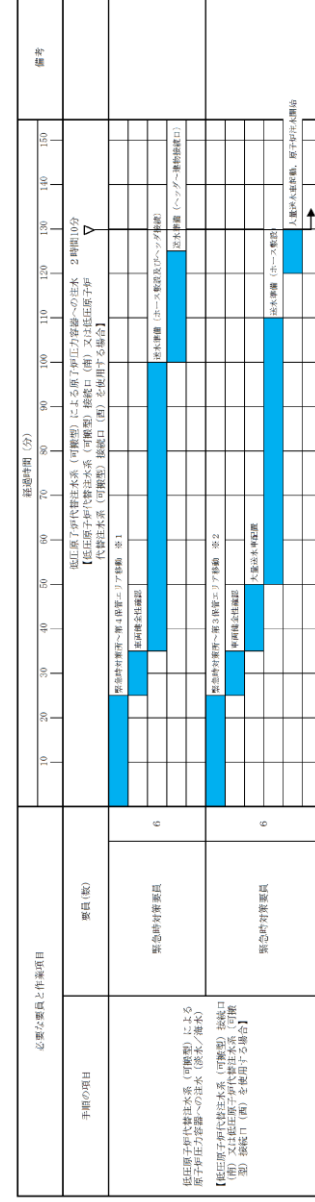 必要な要員と作業項目
経過時間（分）
備考
手順の項目
要員(数)
10
20
30
40
50
60
70
80
90
100
110
120
130
140
150
低圧原子炉代替注水系（可搬型）による原子炉圧力容器への注水　2時間10分
【低圧原子炉代替注水系（可搬型）接続口（南）又は低圧原子炉
代替注水系（可搬型）接続口（西）を使用する場合】
低圧原子炉代替注水系（可搬型）による
原子炉圧力容器への注水（淡水／海水）
【低圧原子炉代替注水系（可搬型）接続口
（南）又は低圧原子炉代替注水系（可搬
型）接続口（西）を使用する場合】
緊急時対策要員
6
緊急時対策所～第４保管エリア移動　※１
車両健全性確認
送水準備（ホース敷設及びヘッダ接続）
送水準備（ヘッダ～建物接続口）
緊急時対策要員
6
緊急時対策所～第３保管エリア移動　※２
車両健全性確認
大量送水車配置
送水準備（ホース敷設）
大量送水車起動，原子炉注水開始